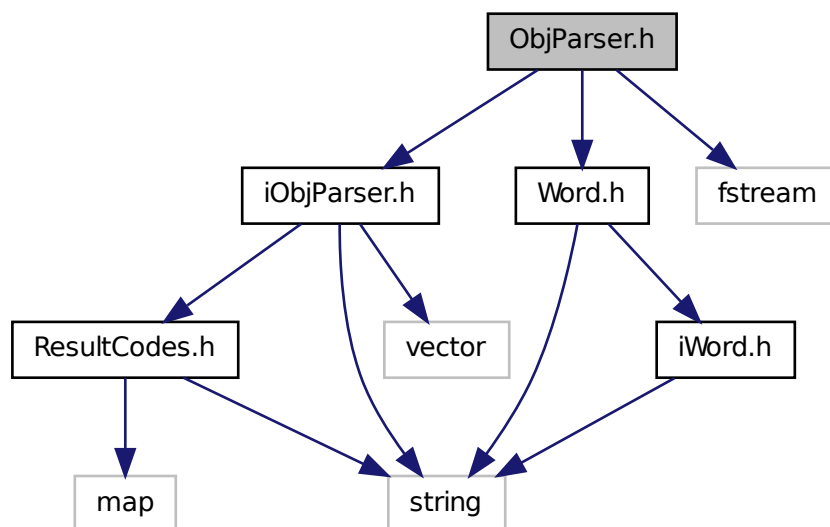 ObjParser.h
iObjParser.h
Word.h
fstream
ResultCodes.h
vector
iWord.h
map
string